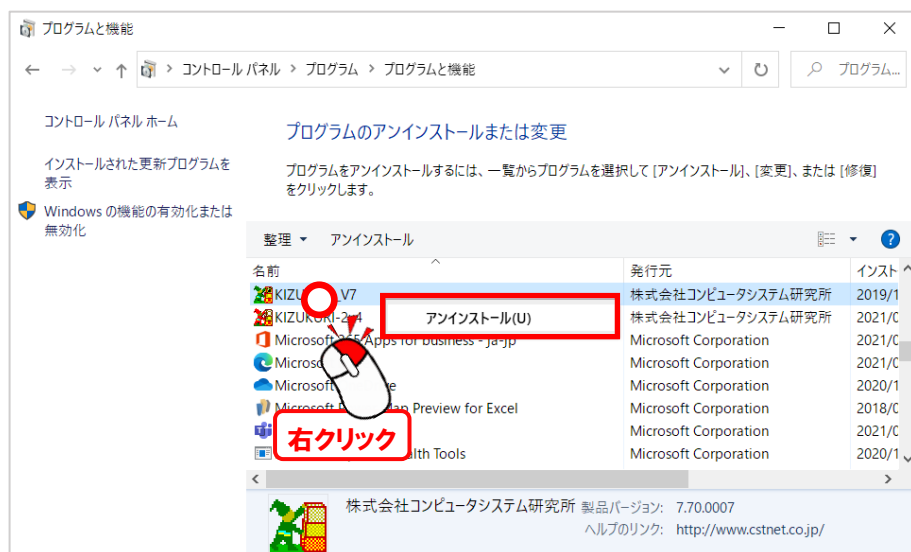 プログラムと機能
コントロール パネル > プログラム > プログラムと機能
プログラム...
コントロール パネル ホーム
インストールされた更新プログラムを
表示
Windows の機能の有効化または
無効化
プログラムのアンインストールまたは変更
プログラムをアンインストールするには、一覧からプログラムを選択して [アンインストール]、[変更]、または [修復]
をクリックします。
整理 アンインストール
名前 発行元 インスト
KIZU _V7 株式会社コンピュータシステム研究所 2019/1
KIZUKURI-2 4 株式会社コンピュータシステム研究所 2021/0
アンインストール(U)
Microsoft 365 Apps for business - ja-jp Microsoft Corporation 2021/0
Micros Microsoft Corporation 2021/0
Microsoft Microsoft Corporation 2020/1
Microsoft Map Preview for Excel Microsoft Corporation 2018/0
Microsoft Corporation 2021/0
右クリック
lth Tools Microsoft Corporation 2020/1
株式会社コンピュータシステム研究所 製品バージョン: 7.70.0007
ヘルプのリンク: http://www.cstnet.co.jp/